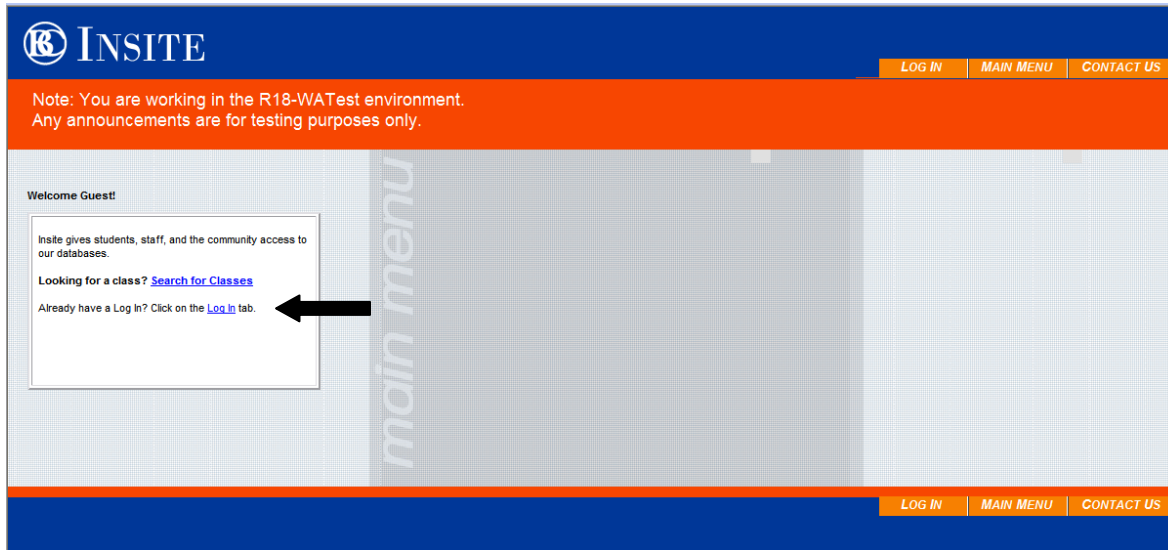 BC INSITE
LOG IN MAIN MENU CONTACT US
Note: You are working in the R18-WATest environment.
Any announcements are for testing purposes only.
main menu
Welcome Guest!
Insite gives students, staff, and the community access to
our databases.
Looking for a class? Search for Classes
Already have a Log In? Click on the Log In tab.
LOG IN MAIN MENU CONTACT US